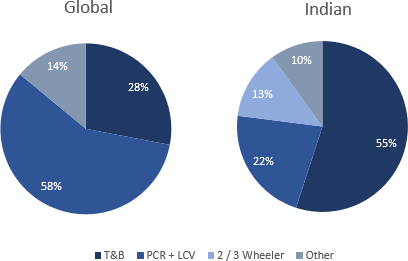 Global
Indian
14%
28%
58%
10%
13%
22%
55%
T&B PCR + LCV 2 / 3 Wheeler Other